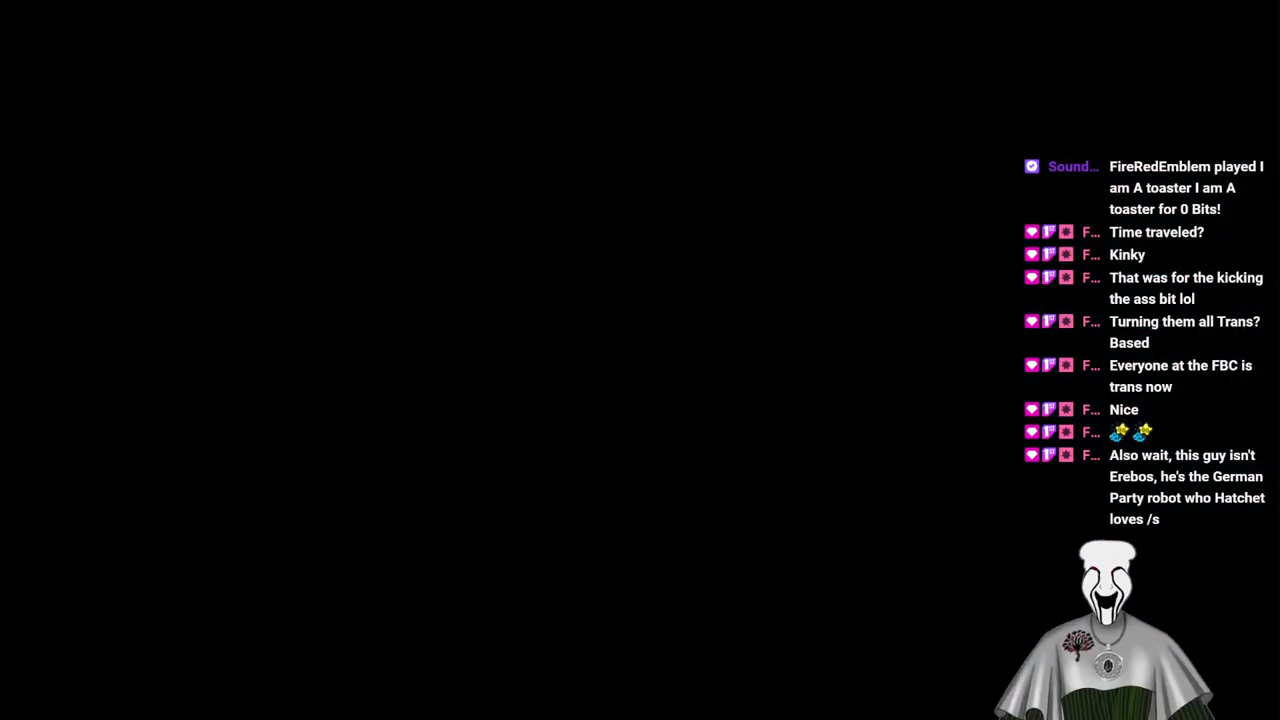 Sound… FireRedEmblem played I
am A toaster I am A
toaster for 0 Bits!
F… Time traveled?
F… Kinky
F… That was for the kicking
the ass bit lol
F… Turning them all Trans?
Based
F… Everyone at the FBC is
trans now
F… Nice
F…
F… Also wait, this guy isn't
Erebos, he's the German
Party robot who Hatchet
loves /s